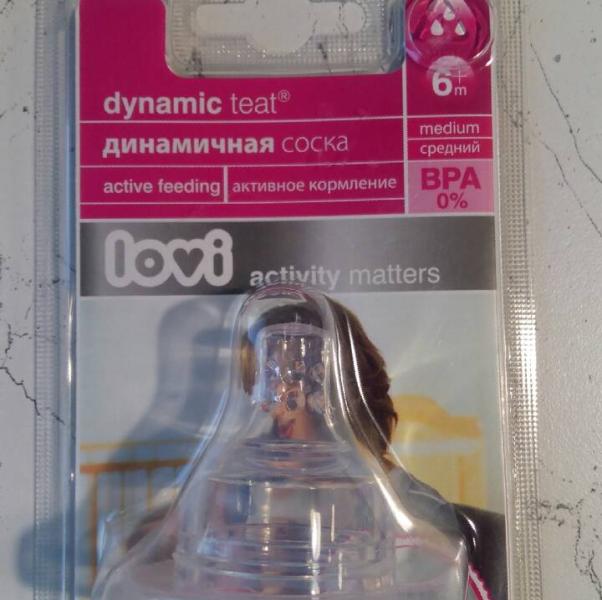 6+ m
dynamic teat®
medium
динамичная соска
средний
active feeding активное кормление
BPA
0%
lovi activity matters